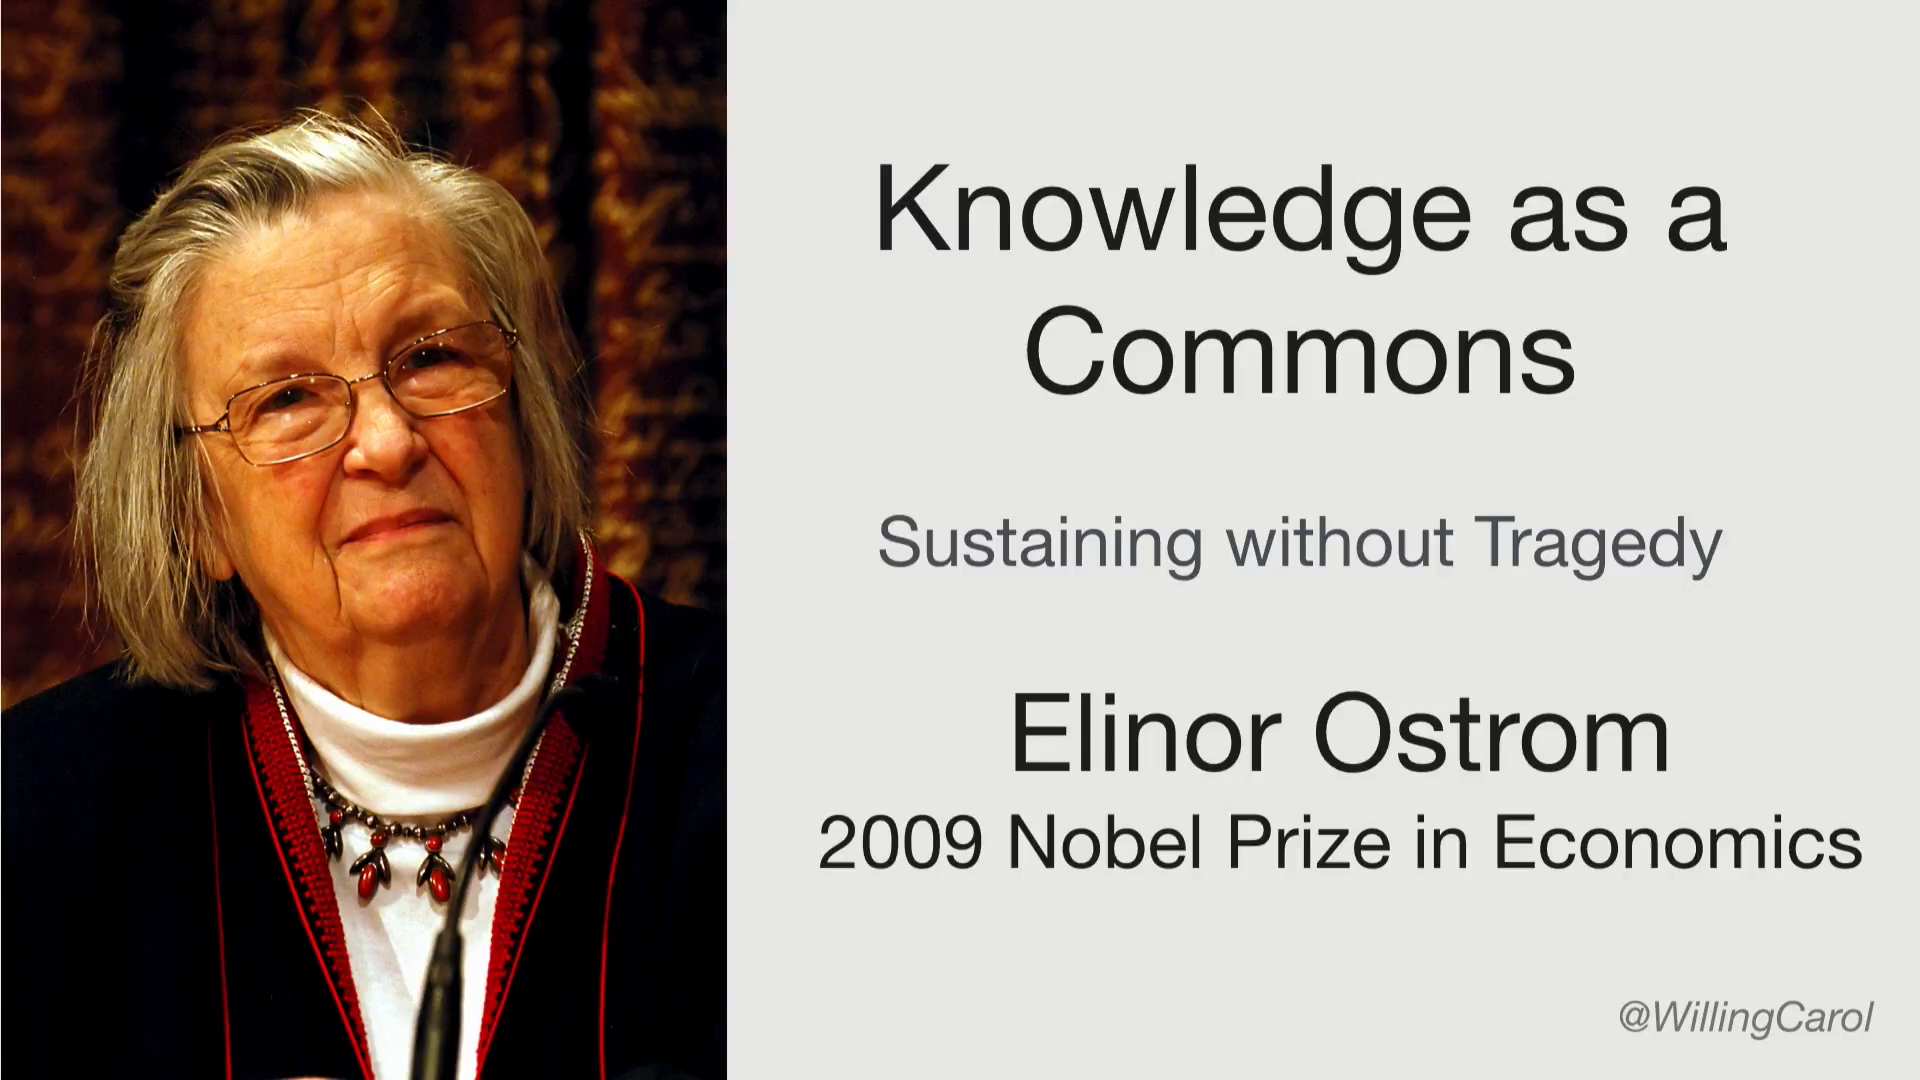 Knowledge as a
Commons
Sustaining without Tragedy
Elinor Ostrom
2009 Nobel Prize in Economics
@WillingCarol